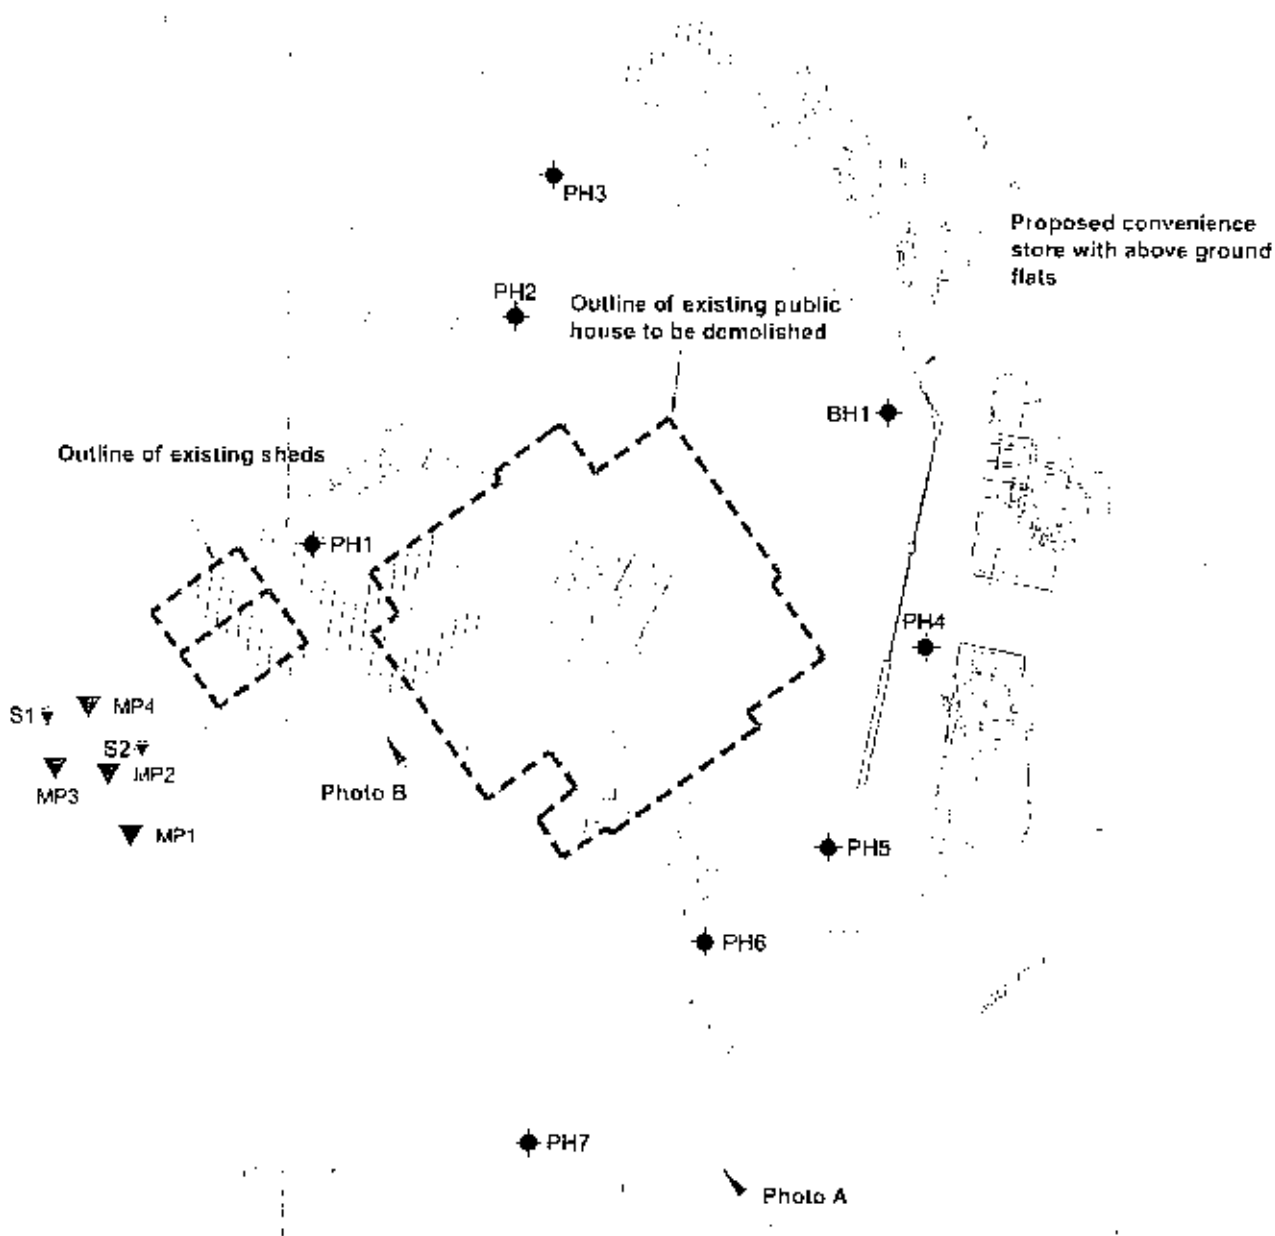 PH3
Proposed convenience
store with above ground
flats
PH2
Outline of existing public
house to be demolished
BH1
Outline of existing sheds
PH1
PH4
S1
MP4
S2
MP3
MP2
Photo B
MP1
PH5
PH6
PH7
Photo A